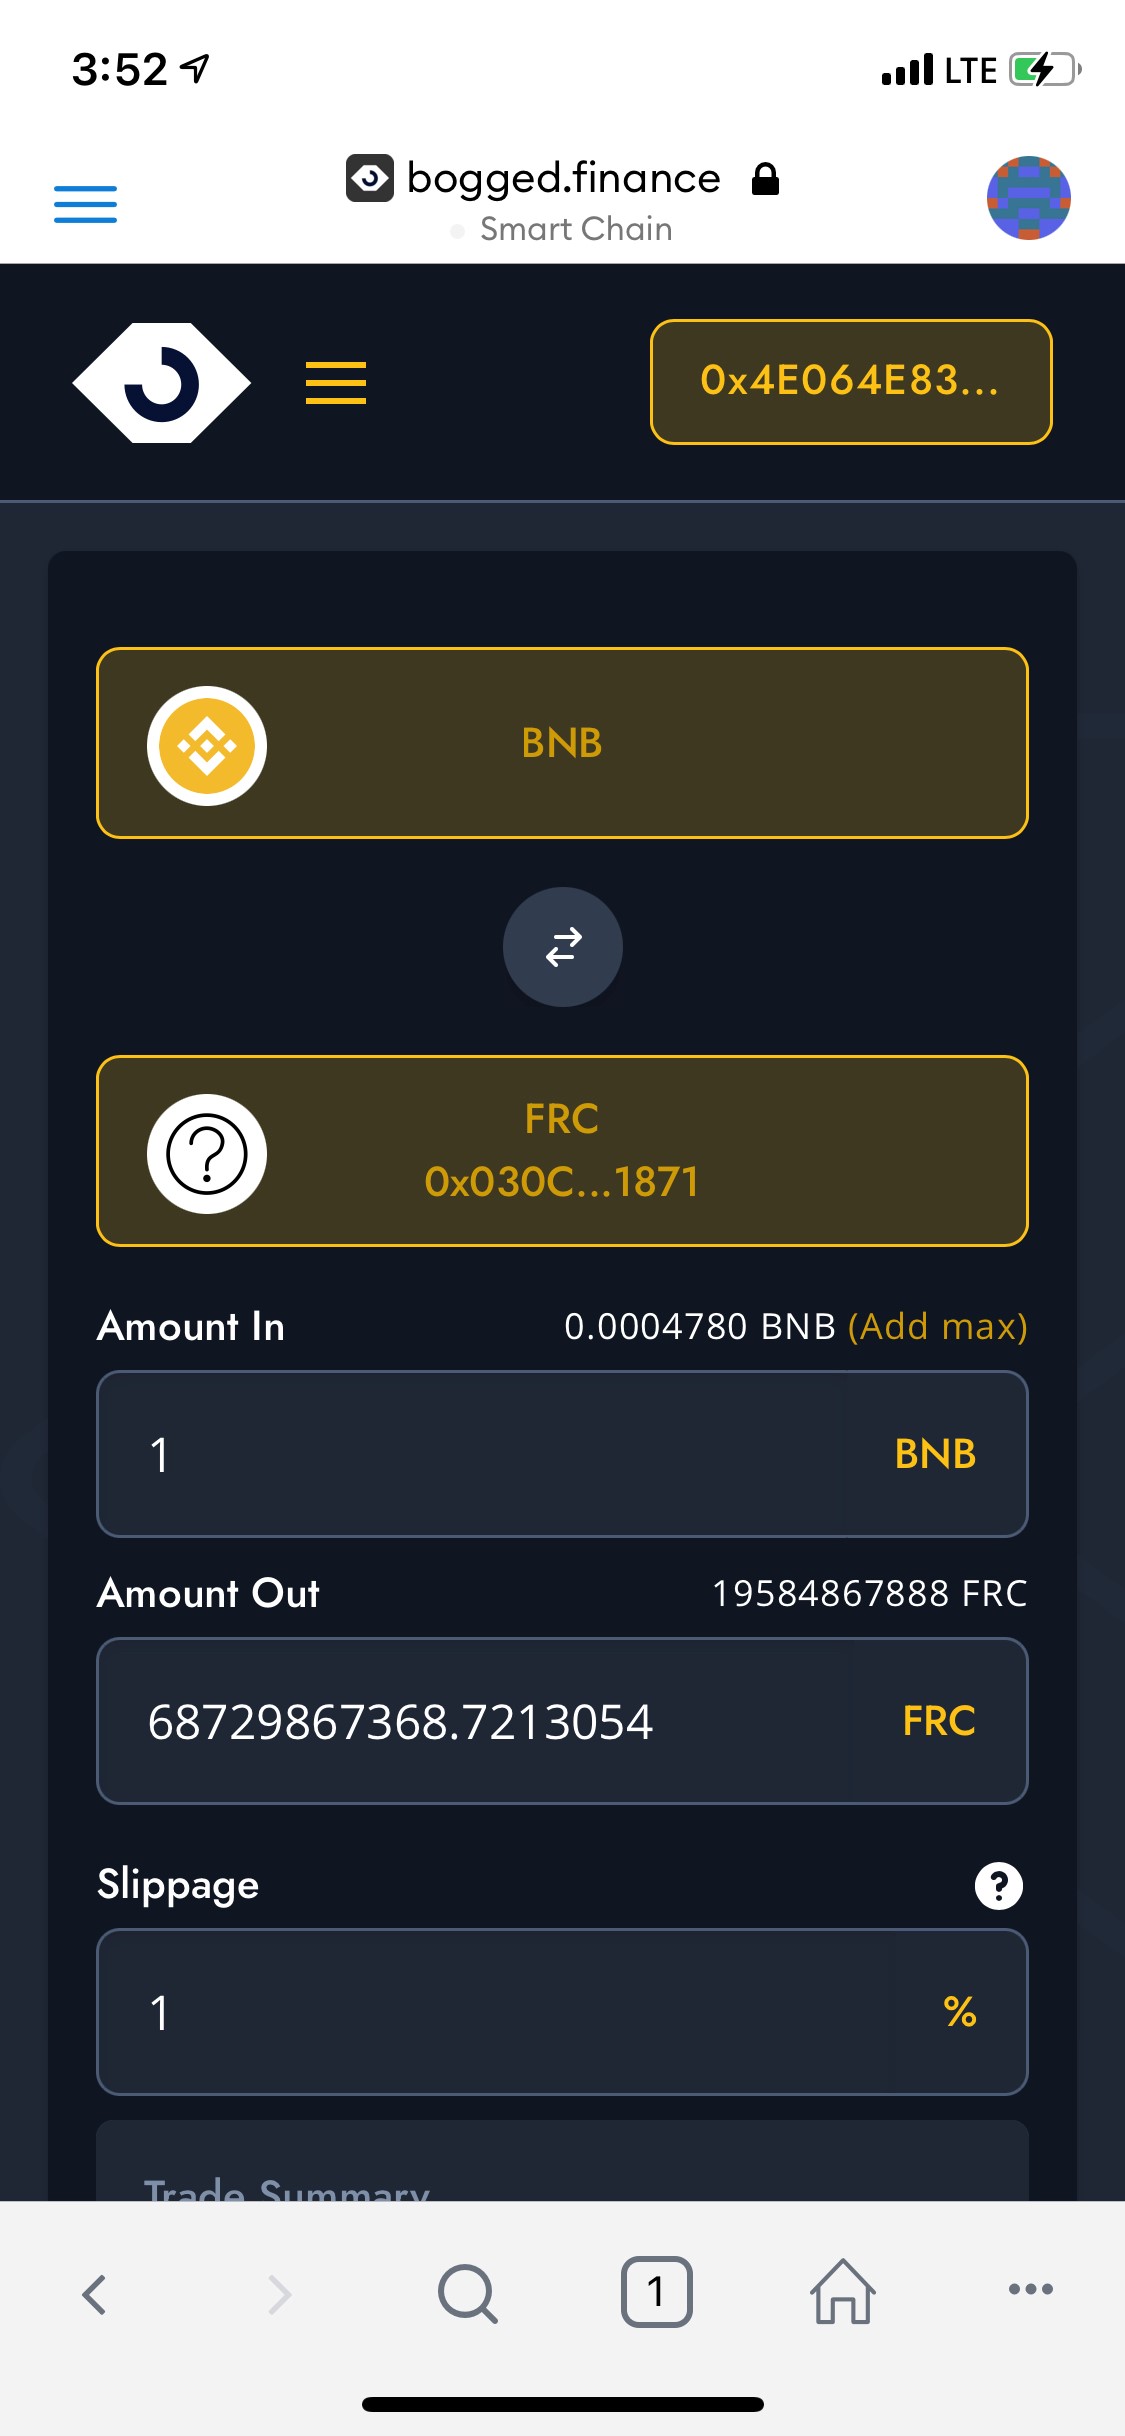 3:52 LTE
bogged.finance
Smart Chain
0x4E064E83...
BNB
FRC
0x030C...1871
Amount In 0.0004780 BNB (Add max)
1 BNB
Amount Out 19584867888 FRC
68729867368.7213054 FRC
Slippage ?
1 %
Trade Summary
1